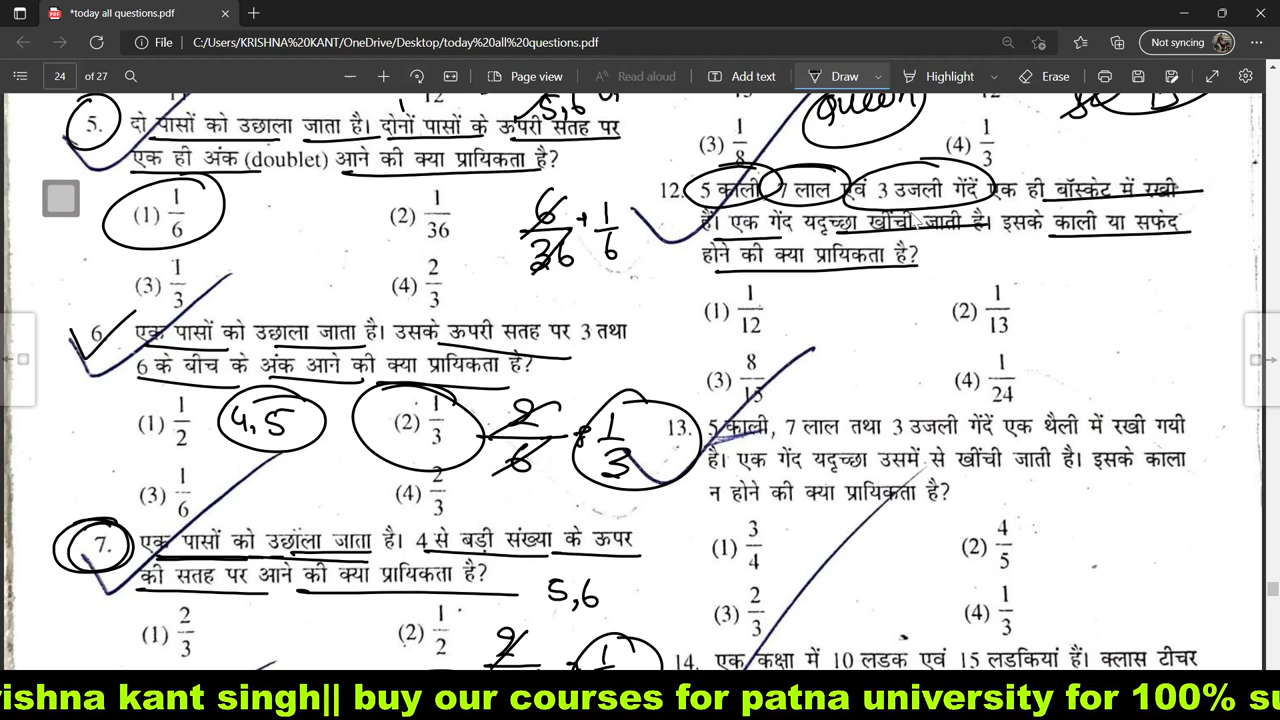 *today all questions.pdf
File
C:/Users/KRISHNA%20KANT/OneDrive/Desktop/today%20all%20questions.pdf
Not syncing
24 of 27
Page view
Read aloud
Add text
Draw
Highlight
Erase
12
5,6
5. दो पासों को उछाला जाता है। दोनों पासों के ऊपरी सतह पर
एक ही अंक (doublet) आने की क्या प्रायिकता है?
(1) 1/6
(2) 1/36
6/36 + 1/6
(3) 1/3
(4) 2/3
6. एक पासों को उछाला जाता है। उसके ऊपरी सतह पर 3 तथा
6 के बीच के अंक आने की क्या प्रायिकता है?
(1) 1/2
4,5
(2) 1/3
2/6
1/3
(3) 1/6
(4) 2/3
7. एक पासों को उछाला जाता है। 4 से बड़ी संख्या के ऊपर
की सतह पर आने की क्या प्रायिकता है?
5,6
(1) 2/3
(2) 1/2
2
1
Queen
(3) 1/8
(4) 1/3
12. 5 काली 7 लाल एवं 3 उजली गेंदें एक ही बॉस्केट में रखी
हैं। एक गेंद यदृच्छा खींची जाती है। इसके काली या सफेद
होने की क्या प्रायिकता है?
(1) 1/12
(2) 1/13
(3) 8/15
(4) 1/24
13. 5 काली, 7 लाल तथा 3 उजली गेंदें एक थैली में रखी गयी
है। एक गेंद यदृच्छा उसमें से खींची जाती है। इसके काला
न होने की क्या प्रायिकता है?
(1) 3/4
(2) 4/5
(3) 2/3
(4) 1/3
14. एक कक्षा में 10 लडक एवं 15 लडकियां हैं। क्लास टीचर
rishna kant singh|| buy our courses for patna university for 100% su